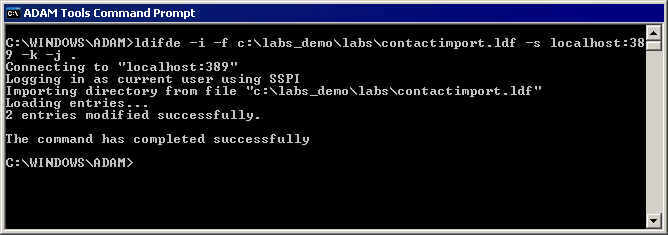 ADAM Tools Command Prompt
C:\WINDOWS\ADAM>ldifde -i -f c:\labs_demo\labs\contactimport.ldf -s localhost:38
9 -k -j .
Connecting to "localhost:389"
Logging in as current user using SSPI
Importing directory from file "c:\labs_demo\labs\contactimport.ldf"
Loading entries...
2 entries modified successfully.
The command has completed successfully
C:\WINDOWS\ADAM>